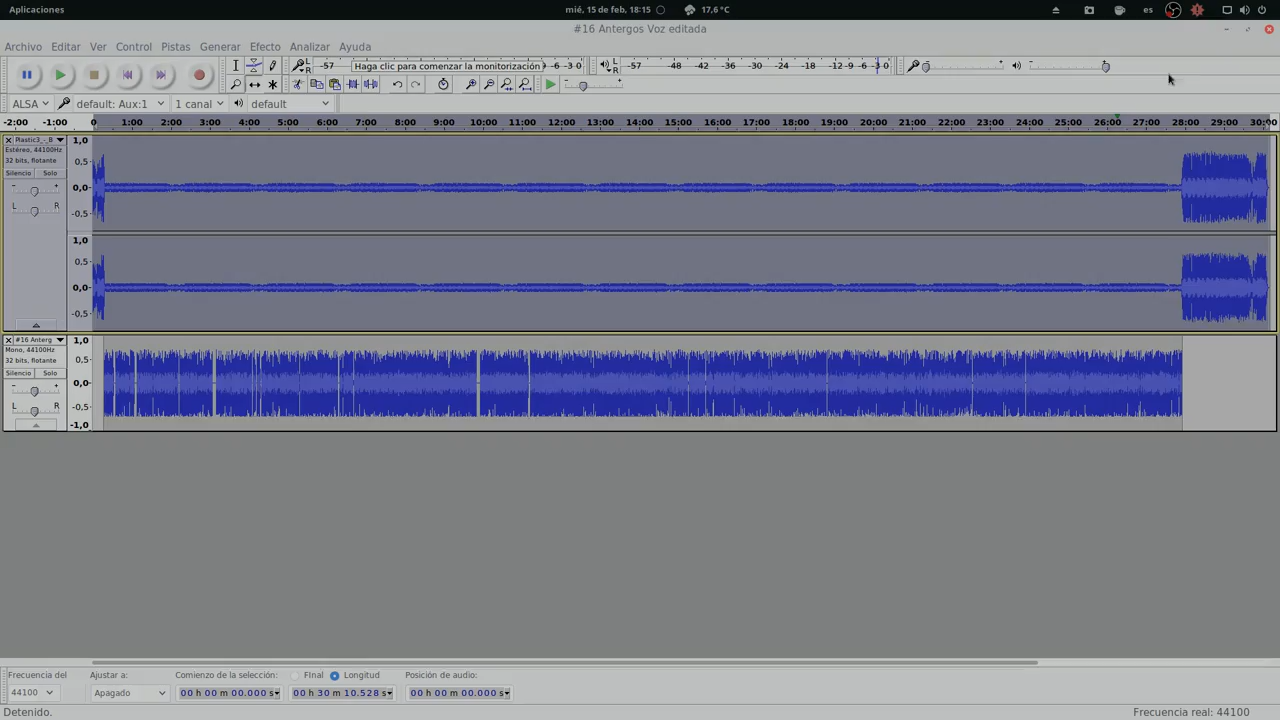 Aplicaciones mié, 15 de feb, 18:15 17,6 °C es
#16 Antergos Voz editada
Archivo Editar Ver Control Pistas Generar Efecto Analizar Ayuda
L R -57 Haga clic para comenzar la monitorización -6 -3 0 L R -57 -48 -42 -36 -30 -24 -18 -12 -9 -6 -3 0 - + - +
- +
ALSA default: Aux:1 1 canal default
-2:00 -1:00 0 1:00 2:00 3:00 4:00 5:00 6:00 7:00 8:00 9:00 10:00 11:00 12:00 13:00 14:00 15:00 16:00 17:00 18:00 19:00 20:00 21:00 22:00 23:00 24:00 25:00 26:00 27:00 28:00 29:00 30:00
Plastic3_-_B 1,0
Estéreo, 44100Hz
32 bits, flotante 0,5
Silencio Solo
- + 0,0
L R -0,5
1,0
0,5
0,0
-0,5
#16 Anterg 1,0
Mono, 44100Hz
32 bits, flotante 0,5
Silencio Solo
- + 0,0
L R -0,5
-1,0
Frecuencia del Ajustar a: Comienzo de la selección: FInal Longitud Posición de audio:
44100 Apagado 00 h 00 m 00.000 s 00 h 30 m 10.528 s 00 h 00 m 00.000 s
Detenido. Frecuencia real: 44100